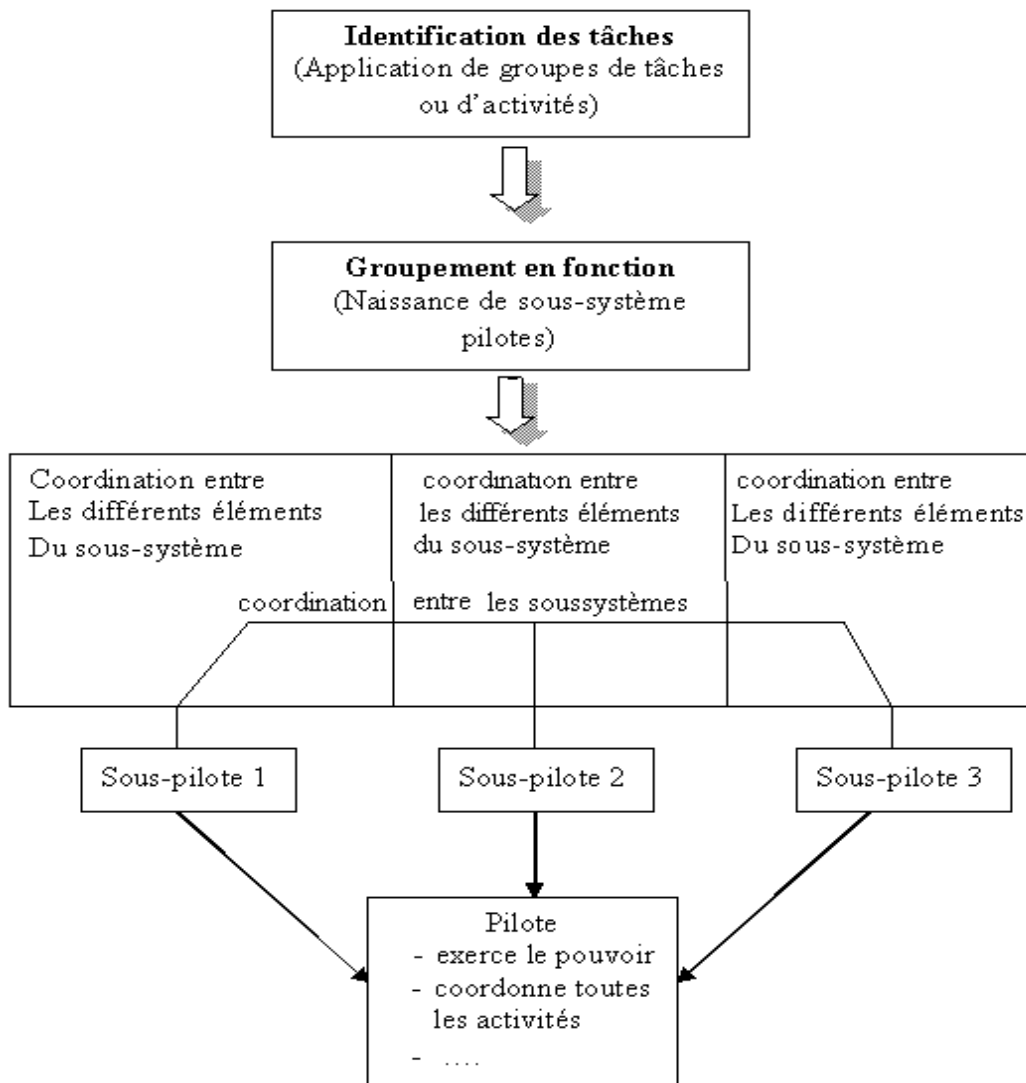 Identification des tâches
(Application de groupes de tâches
ou d'activités)
Groupement en fonction
(Naissance de sous-système
pilotes)
Coordination entre
Les différents éléments
Du sous-système
coordination entre
les différents éléments
du sous-système
coordination entre
Les différents éléments
Du sous-système
coordination entre les soussystèmes
Sous-pilote 1
Sous-pilote 2
Sous-pilote 3
Pilote
- exerce le pouvoir
- coordonne toutes
les activités
- ....